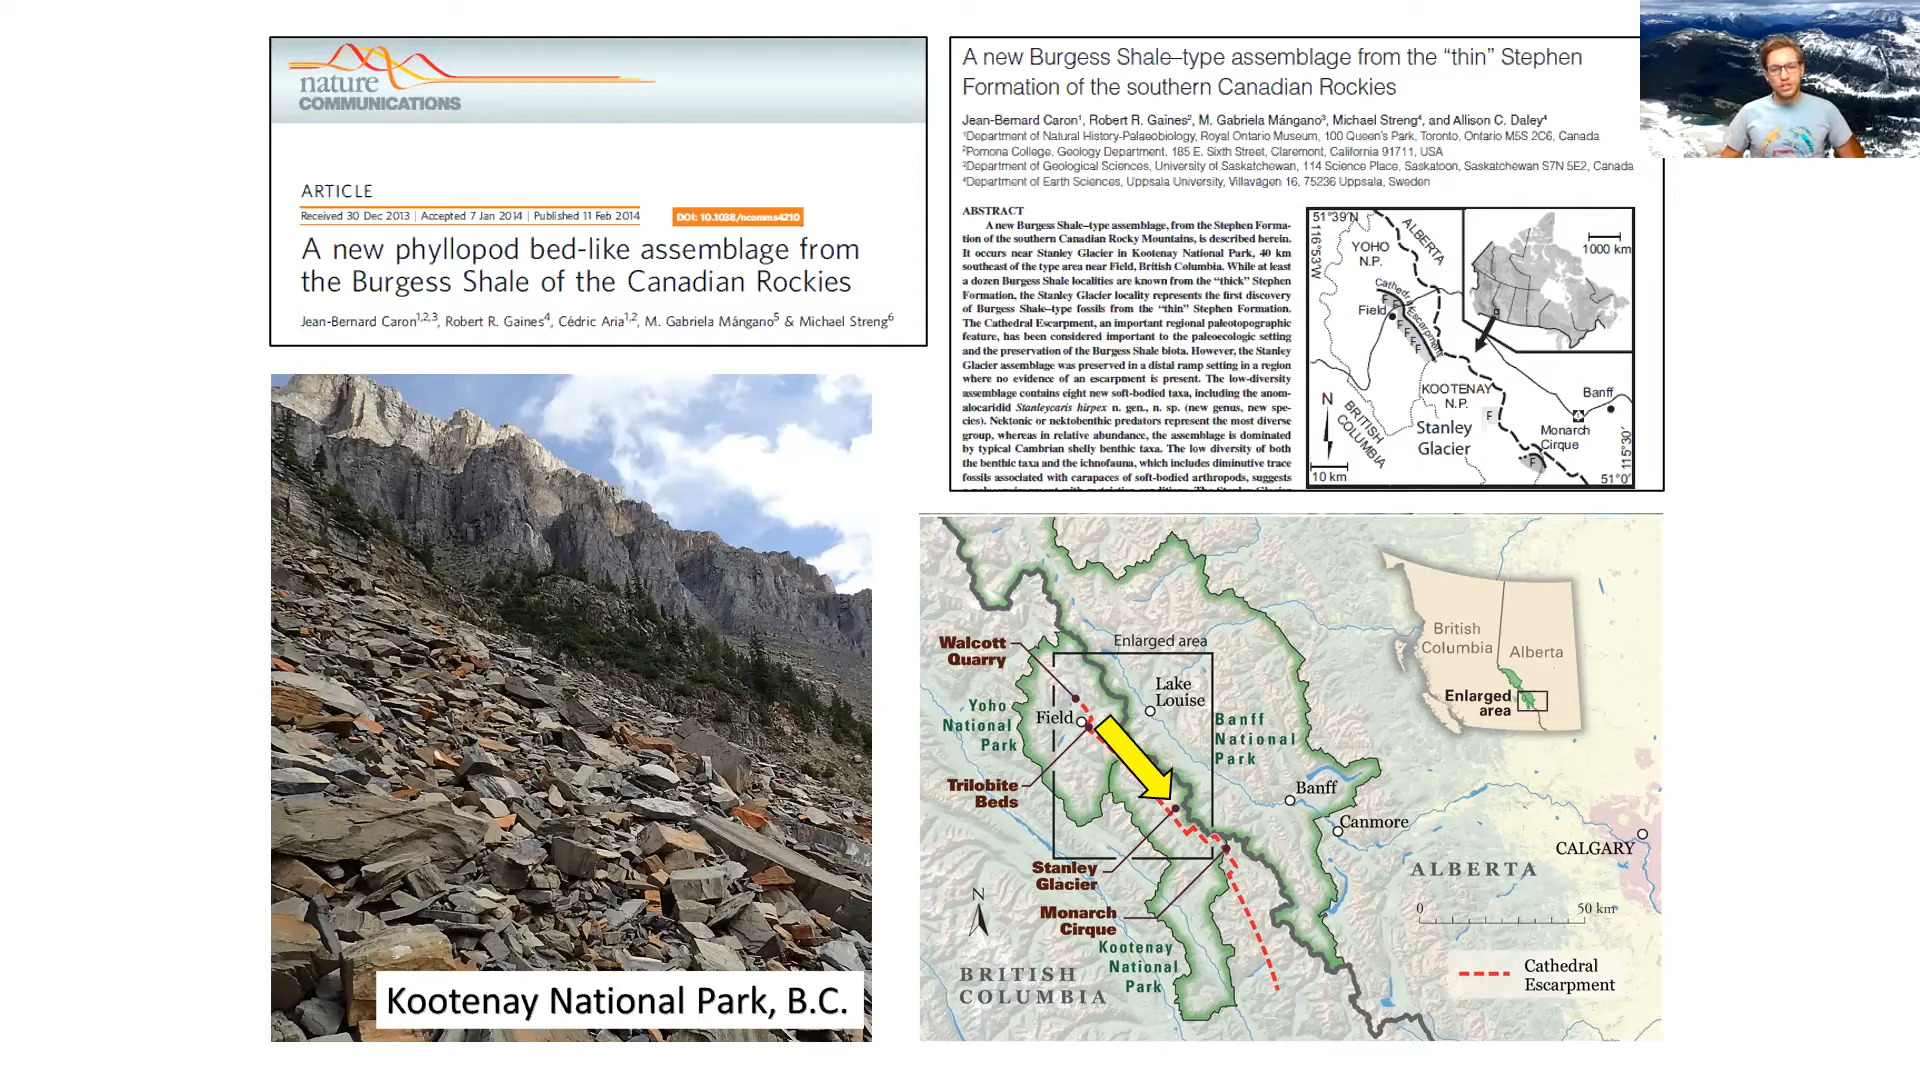 nature
COMMUNICATIONS
ARTICLE
Received 30 Dec 2013 | Accepted 7 Jan 2014 | Published 11 Feb 2014
DOI: 10.1038/ncomms4210
A new phyllopod bed-like assemblage from
the Burgess Shale of the Canadian Rockies
Jean-Bernard Caron1,2,3, Robert R. Gaines4, Cédric Aria1,2, M. Gabriela Mángano5 & Michael Streng6
A new Burgess Shale–type assemblage from the “thin” Stephen
Formation of the southern Canadian Rockies
Jean-Bernard Caron1, Robert R. Gaines2, M. Gabriela Mángano3, Michael Streng4, and Allison C. Daley4
1Department of Natural History-Palaeobiology, Royal Ontario Museum, 100 Queen's Park, Toronto, Ontario M5S 2C6, Canada
2Pomona College, Geology Department, 185 E. Sixth Street, Claremont, California 91711, USA
3Department of Geological Sciences, University of Saskatchewan, 114 Science Place, Saskatoon, Saskatchewan S7N 5E2, Canada
4Department of Earth Sciences, Uppsala University, Villavägen 16, 75236 Uppsala, Sweden
ABSTRACT
A new Burgess Shale–type assemblage, from the Stephen Forma-
tion of the southern Canadian Rocky Mountains, is described herein.
It occurs near Stanley Glacier in Kootenay National Park, 40 km
southeast of the type area near Field, British Columbia. While at least
a dozen Burgess Shale localities are known from the “thick” Stephen
Formation, the Stanley Glacier locality represents the first discovery
of Burgess Shale–type fossils from the “thin” Stephen Formation.
The Cathedral Escarpment, an important regional paleotopographic
feature, has been considered important to the paleoecologic setting
and the preservation of the Burgess Shale biota. However, the Stanley
Glacier assemblage was preserved in a distal ramp setting in a region
where no evidence of an escarpment is present. The low-diversity
assemblage contains eight new soft-bodied taxa, including the anom-
alocaridid Stanleycaris hirpex n. gen., n. sp. (new genus, new spe-
cies). Nektonic or nektobenthic predators represent the most diverse
group, whereas in relative abundance, the assemblage is dominated
by typical Cambrian shelly benthic taxa. The low diversity of both
the benthic taxa and the ichnofauna, which includes diminutive trace
fossils associated with carapaces of soft-bodied arthropods, suggests
51°39'N
116°53'W
YOHO
N.P.
ALBERTA
1000 km
Cathedral Escarpment
Field
F
F
F
F
F
F
KOOTENAY
N.P.
Banff
N
BRITISH
COLUMBIA
F
Stanley
Glacier
Monarch
Cirque
F
10 km
51°0'
115°30'
Kootenay National Park, B.C.
Walcott
Quarry
Enlarged area
Lake
Louise
Yoho
National
Park
Field
Banff
National
Park
Trilobite
Beds
Banff
Canmore
CALGARY
Stanley
Glacier
ALBERTA
N
Monarch
Cirque
0
50 km
Kootenay
National
Park
BRITISH
COLUMBIA
Cathedral
Escarpment
British
Columbia
Alberta
Enlarged
area